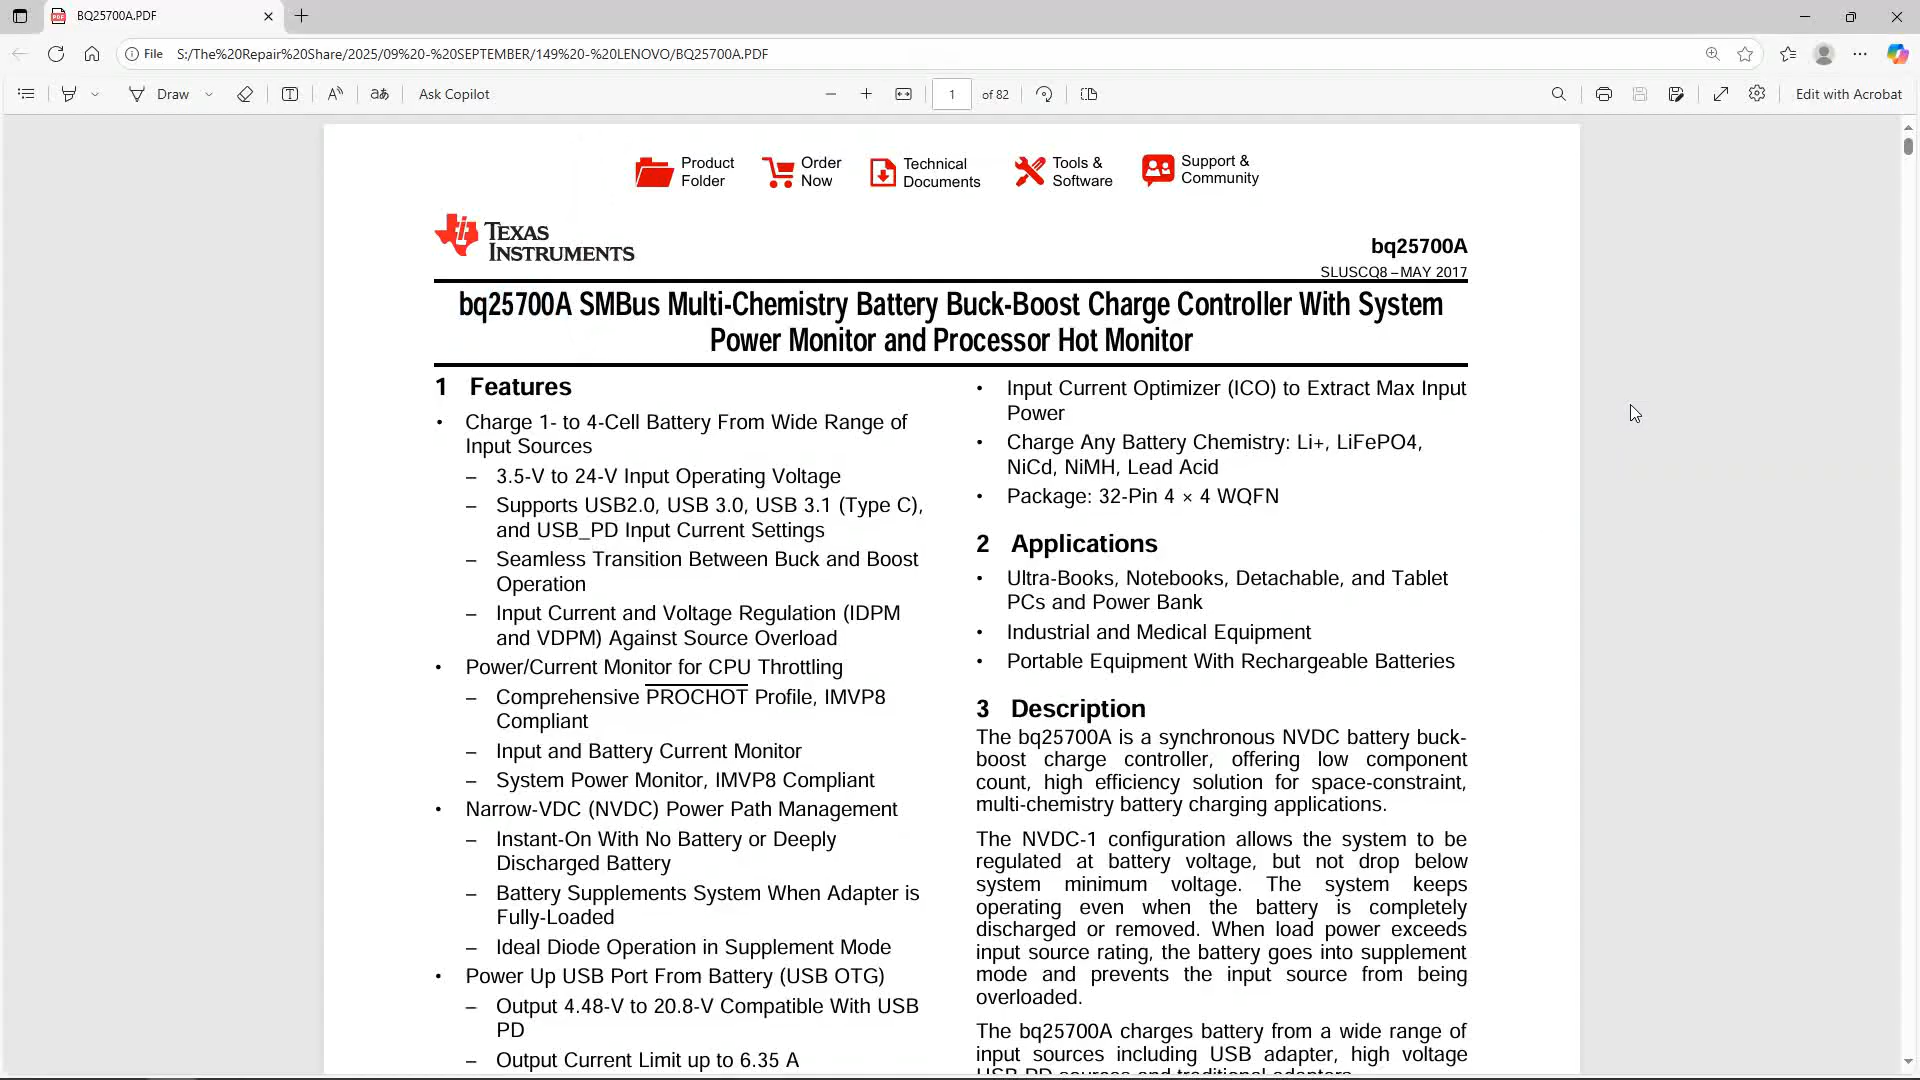 BQ25700A.PDF
File S:/The%20Repair%20Share/2025/09%20-%20SEPTEMBER/149%20-%20LENOVO/BQ25700A.PDF
Draw
Ask Copilot
1 of 82
Edit with Acrobat
Product
Folder
Order
Now
Technical
Documents
Tools &
Software
Support &
Community
TEXAS
INSTRUMENTS
bq25700A
SLUSCQ8 – MAY 2017
bq25700A SMBus Multi-Chemistry Battery Buck-Boost Charge Controller With System
Power Monitor and Processor Hot Monitor
1 Features
• Charge 1- to 4-Cell Battery From Wide Range of
Input Sources
– 3.5-V to 24-V Input Operating Voltage
– Supports USB2.0, USB 3.0, USB 3.1 (Type C),
and USB_PD Input Current Settings
– Seamless Transition Between Buck and Boost
Operation
– Input Current and Voltage Regulation (IDPM
and VDPM) Against Source Overload
• Power/Current Monitor for CPU Throttling
– Comprehensive PROCHOT Profile, IMVP8
Compliant
– Input and Battery Current Monitor
– System Power Monitor, IMVP8 Compliant
• Narrow-VDC (NVDC) Power Path Management
– Instant-On With No Battery or Deeply
Discharged Battery
– Battery Supplements System When Adapter is
Fully-Loaded
– Ideal Diode Operation in Supplement Mode
• Power Up USB Port From Battery (USB OTG)
– Output 4.48-V to 20.8-V Compatible With USB
PD
– Output Current Limit up to 6.35 A
• Input Current Optimizer (ICO) to Extract Max Input
Power
• Charge Any Battery Chemistry: Li+, LiFePO4,
NiCd, NiMH, Lead Acid
• Package: 32-Pin 4 × 4 WQFN
2 Applications
• Ultra-Books, Notebooks, Detachable, and Tablet
PCs and Power Bank
• Industrial and Medical Equipment
• Portable Equipment With Rechargeable Batteries
3 Description
The bq25700A is a synchronous NVDC battery buck-
boost charge controller, offering low component
count, high efficiency solution for space-constraint,
multi-chemistry battery charging applications.
The NVDC-1 configuration allows the system to be
regulated at battery voltage, but not drop below
system minimum voltage. The system keeps
operating even when the battery is completely
discharged or removed. When load power exceeds
input source rating, the battery goes into supplement
mode and prevents the input source from being
overloaded.
The bq25700A charges battery from a wide range of
input sources including USB adapter, high voltage